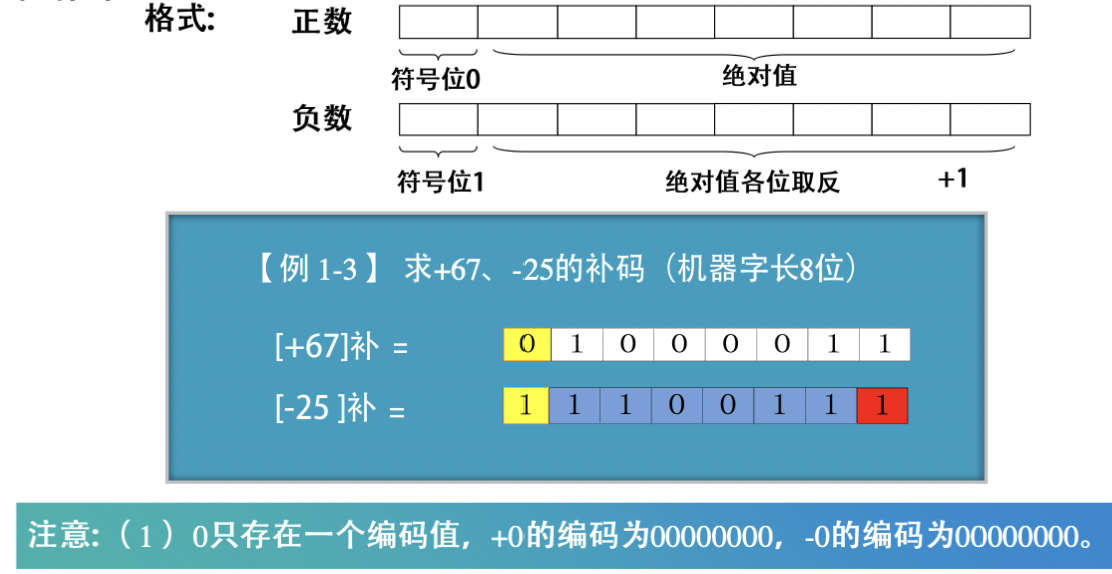 格式: 正数
符号位0 绝对值
负数
符号位1 绝对值各位取反 +1
【例 1-3】 求+67、-25的补码（机器字长8位）
[+67]补 = 0 1 0 0 0 0 1 1
[-25 ]补 = 1 1 1 0 0 1 1 1
注意:（1）0只存在一个编码值，+0的编码为00000000，-0的编码为00000000。